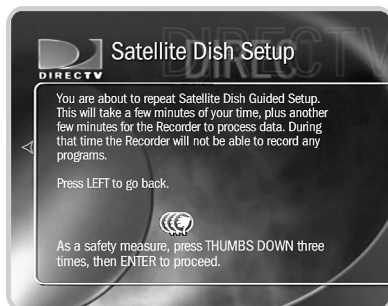 Satellite Dish Setup
DIRECTV
You are about to repeat Satellite Dish Guided Setup.
This will take a few minutes of your time, plus another
few minutes for the Recorder to process data. During
that time the Recorder will not be able to record any
programs.
Press LEFT to go back.
As a safety measure, press THUMBS DOWN three
times, then ENTER to proceed.